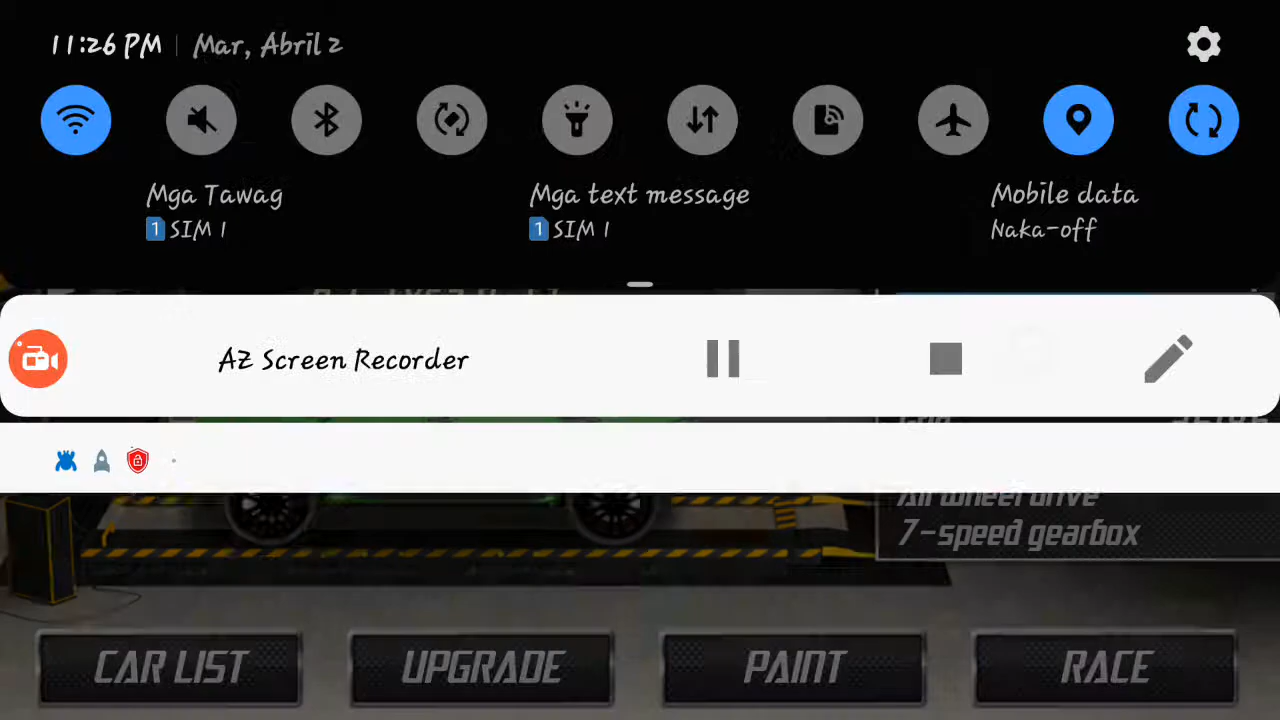 11:26 PM | Mar, Abril 2
Mga Tawag
1 SIM 1
Mga text message
1 SIM 1
Mobile data
Naka-off
AZ Screen Recorder
All wheel drive
7-speed gearbox
CAR LIST
UPGRADE
PAINT
RACE